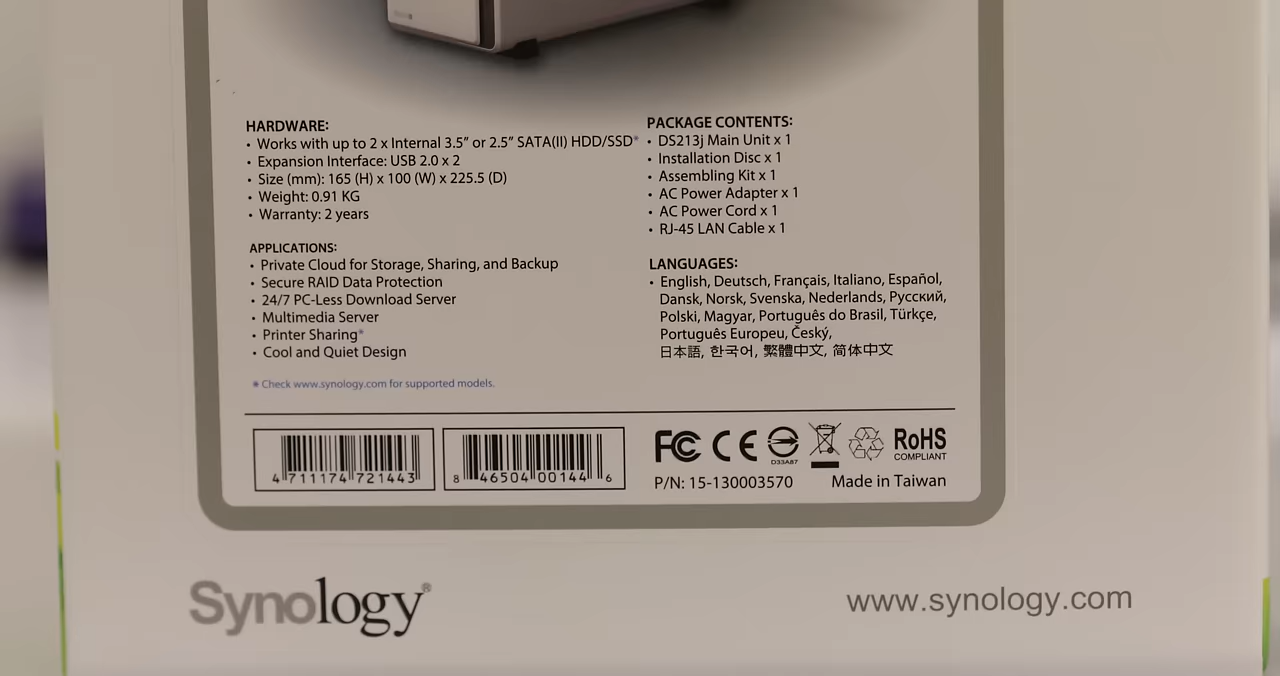 HARDWARE:
• Works with up to 2 x Internal 3.5” or 2.5” SATA(II) HDD/SSD*
• Expansion Interface: USB 2.0 x 2
• Size (mm): 165 (H) x 100 (W) x 225.5 (D)
• Weight: 0.91 KG
• Warranty: 2 years
APPLICATIONS:
• Private Cloud for Storage, Sharing, and Backup
• Secure RAID Data Protection
• 24/7 PC-Less Download Server
• Multimedia Server
• Printer Sharing*
• Cool and Quiet Design
* Check www.synology.com for supported models.
PACKAGE CONTENTS:
• DS213j Main Unit x 1
• Installation Disc x 1
• Assembling Kit x 1
• AC Power Adapter x 1
• AC Power Cord x 1
• RJ-45 LAN Cable x 1
LANGUAGES:
• English, Deutsch, Français, Italiano, Español,
Dansk, Norsk, Svenska, Nederlands, Русский,
Polski, Magyar, Português do Brasil, Türkçe,
Português Europeu, Český,
日本語, 한국어, 繁體中文, 简体中文
4 711174 721443
8 46504 00144 6
FC CE D33A87 RoHS
COMPLIANT
P/N: 15-130003570 Made in Taiwan
Synology®
www.synology.com